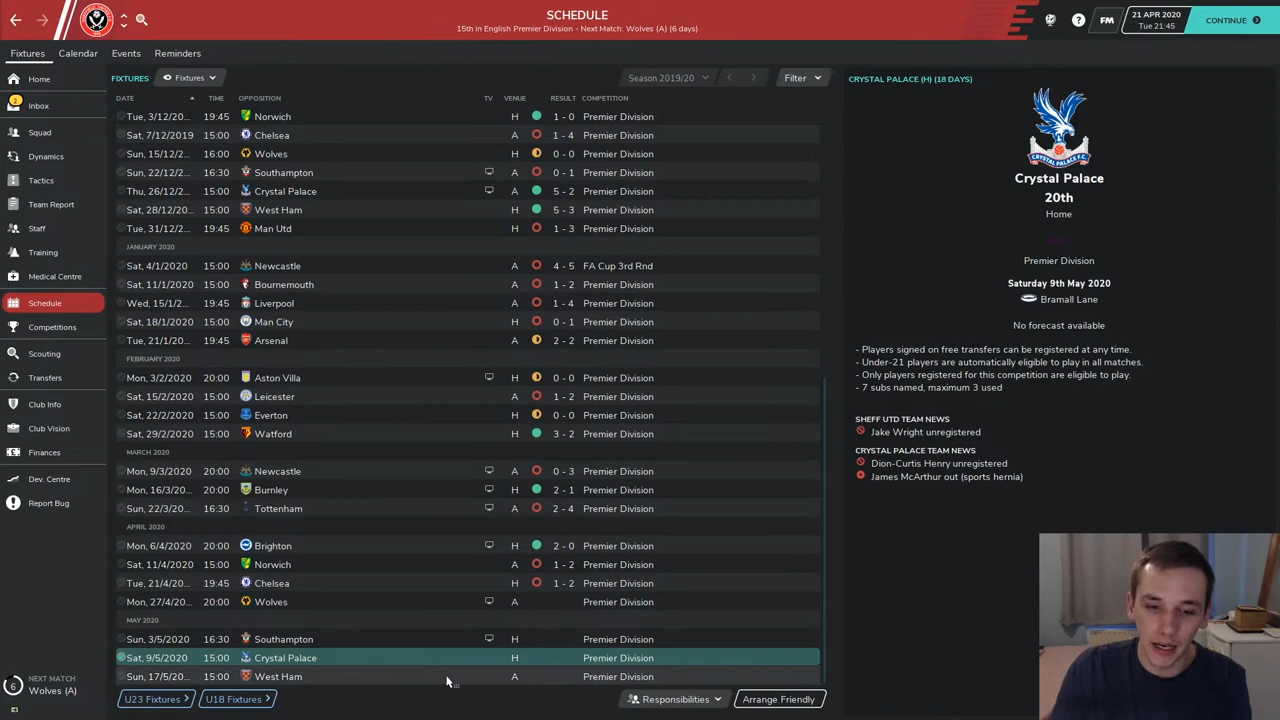 SCHEDULE
15th in English Premier Division - Next Match: Wolves (A) (6 days)
FM
21 APR 2020
Tue 21:45
CONTINUE
Fixtures
Calendar
Events
Reminders
Home
2
Inbox
Squad
Dynamics
Tactics
Team Report
Staff
Training
Medical Centre
Schedule
Competitions
Scouting
Transfers
Club Info
Club Vision
Finances
Dev. Centre
Report Bug
6
NEXT MATCH
Wolves (A)
FIXTURES
Fixtures
Season 2019/20
Filter
DATE TIME OPPOSITION TV VENUE RESULT COMPETITION
Tue, 3/12/20... 19:45 Norwich H 1 - 0 Premier Division
Sat, 7/12/2019 15:00 Chelsea A 1 - 4 Premier Division
Sun, 15/12/2... 16:00 Wolves H 0 - 0 Premier Division
Sun, 22/12/2... 16:30 Southampton A 0 - 1 Premier Division
Thu, 26/12/2... 15:00 Crystal Palace A 5 - 2 Premier Division
Sat, 28/12/2... 15:00 West Ham H 5 - 3 Premier Division
Tue, 31/12/2... 19:45 Man Utd H 1 - 3 Premier Division
JANUARY 2020
Sat, 4/1/2020 15:00 Newcastle A 4 - 5 FA Cup 3rd Rnd
Sat, 11/1/2020 15:00 Bournemouth A 1 - 2 Premier Division
Wed, 15/1/2... 19:45 Liverpool A 1 - 4 Premier Division
Sat, 18/1/2020 15:00 Man City H 0 - 1 Premier Division
Tue, 21/1/20... 19:45 Arsenal A 2 - 2 Premier Division
FEBRUARY 2020
Mon, 3/2/2020 20:00 Aston Villa H 0 - 0 Premier Division
Sat, 15/2/2020 15:00 Leicester A 1 - 2 Premier Division
Sat, 22/2/2020 15:00 Everton H 0 - 0 Premier Division
Sat, 29/2/2020 15:00 Watford H 3 - 2 Premier Division
MARCH 2020
Mon, 9/3/2020 20:00 Newcastle A 0 - 3 Premier Division
Mon, 16/3/20... 20:00 Burnley H 2 - 1 Premier Division
Sun, 22/3/20... 16:30 Tottenham A 2 - 4 Premier Division
APRIL 2020
Mon, 6/4/2020 20:00 Brighton H 2 - 0 Premier Division
Sat, 11/4/2020 15:00 Norwich A 1 - 2 Premier Division
Tue, 21/4/20... 19:45 Chelsea H 1 - 2 Premier Division
Mon, 27/4/20... 20:00 Wolves A Premier Division
MAY 2020
Sun, 3/5/2020 16:30 Southampton H Premier Division
Sat, 9/5/2020 15:00 Crystal Palace H Premier Division
Sun, 17/5/20... 15:00 West Ham A Premier Division
U23 Fixtures
U18 Fixtures
Responsibilities
Arrange Friendly
CRYSTAL PALACE (H) (18 DAYS)
Crystal Palace
20th
Home
Premier Division
Saturday 9th May 2020
Bramall Lane
No forecast available
- Players signed on free transfers can be registered at any time.
- Under-21 players are automatically eligible to play in all matches.
- Only players registered for this competition are eligible to play.
- 7 subs named, maximum 3 used
SHEFF UTD TEAM NEWS
Jake Wright unregistered
CRYSTAL PALACE TEAM NEWS
Dion-Curtis Henry unregistered
James McArthur out (sports hernia)